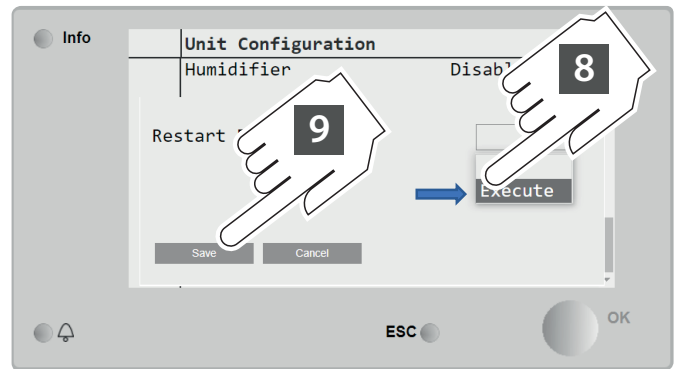 Info
Unit Configuration
Humidifier
8
9
Restart
Execute
Save
Cancel
ESC
OK